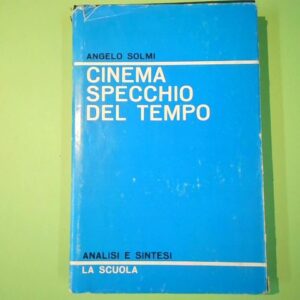 ANGELO SOLMI
CINEMA
SPECCHIO
DEL TEMPO
ANALISI E SINTESI
LA SCUOLA